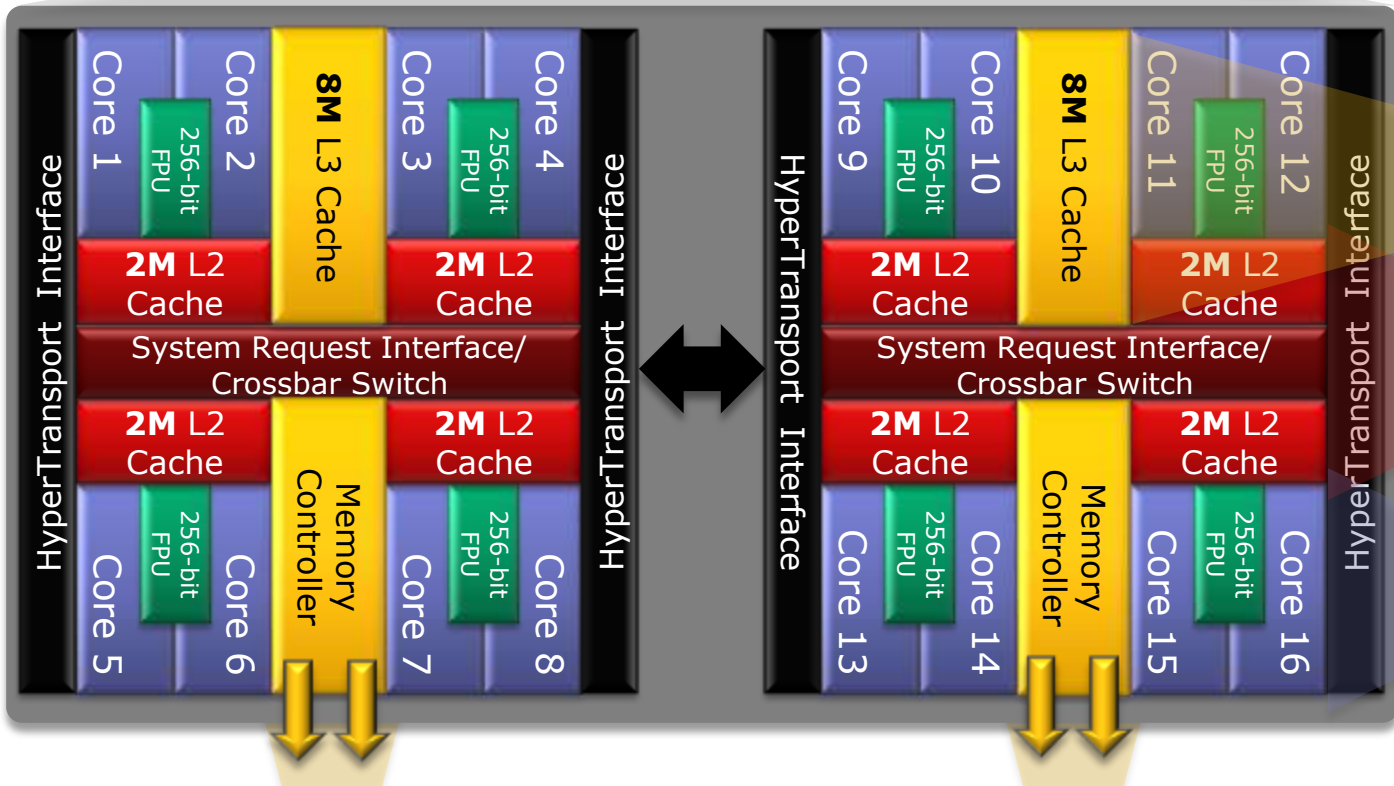 HyperTransport Interface
Core 1
Core 2
256-bit
FPU
8M L3 Cache
Core 3
Core 4
256-bit
FPU
HyperTransport Interface
2M L2
Cache
2M L2
Cache
System Request Interface/
Crossbar Switch
2M L2
Cache
2M L2
Cache
Core 5
256-bit
FPU
Core 6
Memory
Controller
Core 7
256-bit
FPU
Core 8
HyperTransport Interface
Core 9
256-bit
FPU
Core 10
8M L3 Cache
Core 11
256-bit
FPU
Core 12
HyperTransport Interface
2M L2
Cache
2M L2
Cache
System Request Interface/
Crossbar Switch
2M L2
Cache
2M L2
Cache
Core 13
256-bit
FPU
Core 14
Memory
Controller
Core 15
256-bit
FPU
Core 16